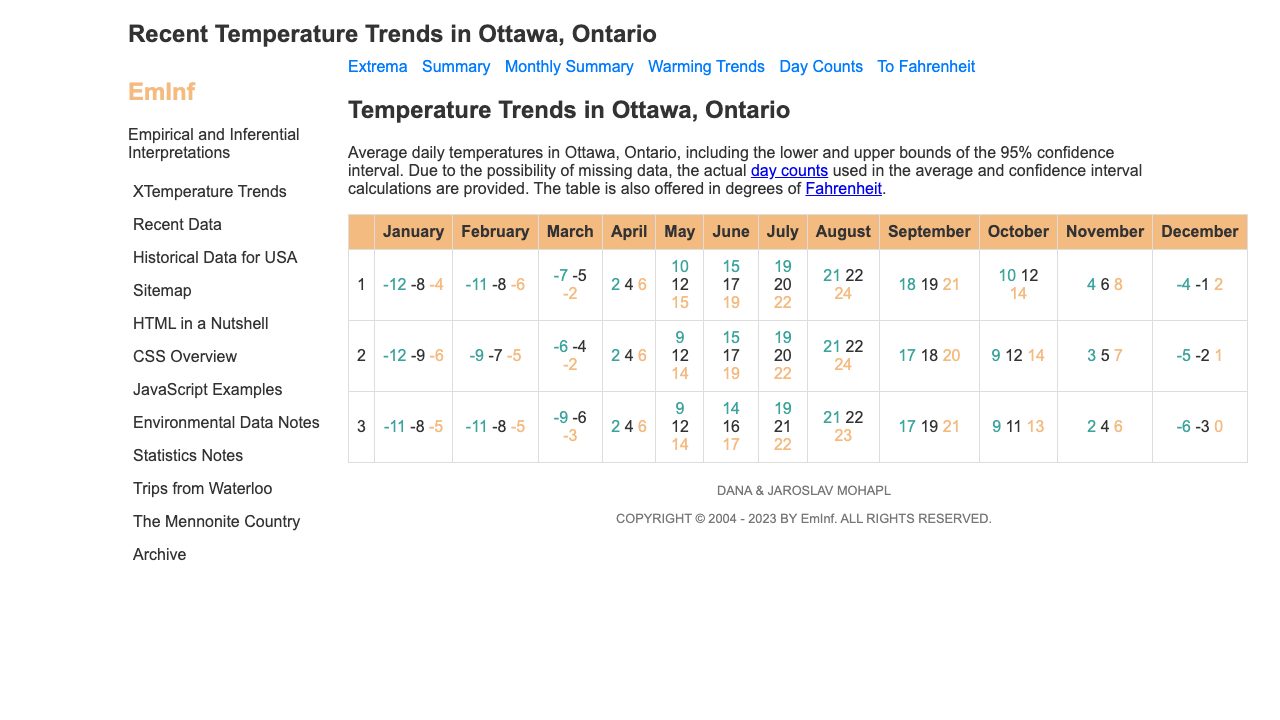 Recent Temperature Trends in Ottawa, Ontario
EmInf
Empirical and Inferential
Interpretations
XTemperature Trends
Recent Data
Historical Data for USA
Sitemap
HTML in a Nutshell
CSS Overview
JavaScript Examples
Environmental Data Notes
Statistics Notes
Trips from Waterloo
The Mennonite Country
Archive
Extrema Summary Monthly Summary Warming Trends Day Counts To Fahrenheit
Temperature Trends in Ottawa, Ontario
Average daily temperatures in Ottawa, Ontario, including the lower and upper bounds of the 95% confidence
interval. Due to the possibility of missing data, the actual day counts used in the average and confidence interval
calculations are provided. The table is also offered in degrees of Fahrenheit.
January February March April May June July August September October November December
1 -12 -8 -4 -11 -8 -6 -7 -5 -2 2 4 6 10 12 15 15 17 19 19 20 22 21 22 24 18 19 21 10 12 14 4 6 8 -4 -1 2
2 -12 -9 -6 -9 -7 -5 -6 -4 -2 2 4 6 9 12 14 15 17 19 19 20 22 21 22 24 17 18 20 9 12 14 3 5 7 -5 -2 1
3 -11 -8 -5 -11 -8 -5 -9 -6 -3 2 4 6 9 12 14 14 16 17 19 21 22 21 22 23 17 19 21 9 11 13 2 4 6 -6 -3 0
DANA & JAROSLAV MOHAPL
COPYRIGHT © 2004 - 2023 BY EmInf. ALL RIGHTS RESERVED.